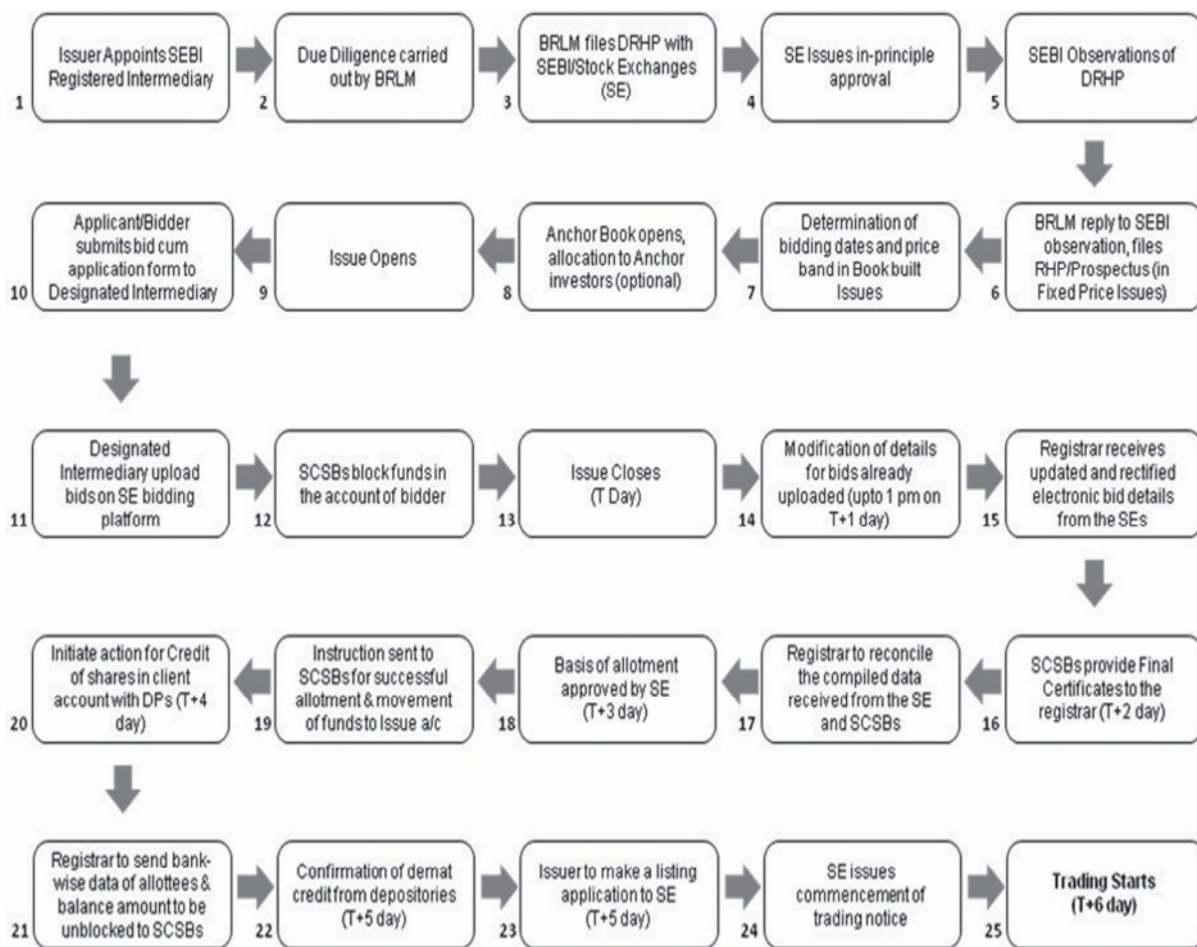 Issuer Appoints SEBI
Registered Intermediary
1
Due Diligence carried
out by BRLM
2
BRLM files DRHP with
SEBI/Stock Exchanges
(SE)
3
SE Issues in-principle
approval
4
SEBI Observations of
DRHP
5
BRLM reply to SEBI
observation, files
RHP/Prospectus (in
Fixed Price Issues)
6
Determination of
bidding dates and price
band in Book built
Issues
7
Anchor Book opens,
allocation to Anchor
investors (optional)
8
Issue Opens
9
Applicant/Bidder
submits bid cum
application form to
Designated Intermediary
10
Designated
Intermediary upload
bids on SE bidding
platform
11
SCSBs block funds in
the account of bidder
12
Issue Closes
(T Day)
13
Modification of details
for bids already
uploaded (upto 1 pm on
T+1 day)
14
Registrar receives
updated and rectified
electronic bid details
from the SEs
15
SCSBs provide Final
Certificates to the
registrar (T+2 day)
16
Registrar to reconcile
the compiled data
received from the SE
and SCSBs
17
Basis of allotment
approved by SE
(T+3 day)
18
Instruction sent to
SCSBs for successful
allotment & movement
of funds to Issue a/c
19
Initiate action for Credit
of shares in client
account with DPs (T+4
day)
20
Registrar to send bank-
wise data of allottees &
balance amount to be
unblocked to SCSBs
21
Confirmation of demat
credit from depositories
(T+5 day)
22
Issuer to make a listing
application to SE
(T+5 day)
23
SE issues
commencement of
trading notice
24
Trading Starts
(T+6 day)
25